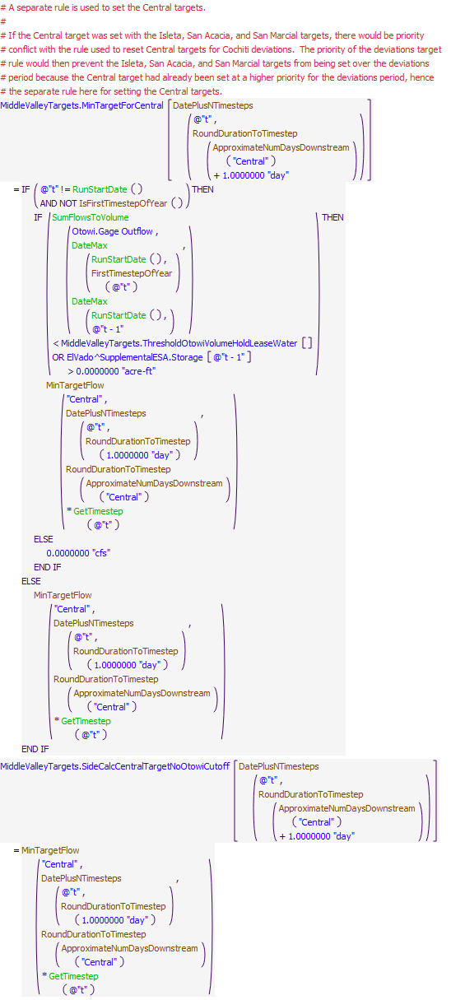 # A separate rule is used to set the Central targets.
#
# If the Central target was set with the Isleta, San Acacia, and San Marcial targets, there would be priority
# conflict with the rule used to reset Central targets for Cochiti deviations.  The priority of the deviations target
# rule would then prevent the Isleta, San Acacia, and San Marcial targets from being set over the deviations
# period because the Central target had already been set at a higher priority for the deviations period, hence
# the separate rule here for setting the Central targets.
MiddleValleyTargets.MinTargetForCentral [ DatePlusNTimesteps ]
( @"t" , )
RoundDurationToTimestep
( ApproximateNumDaysDownstream )
( "Central" )
+ 1.0000000 "day"
= IF ( @"t" != RunStartDate () ) THEN
AND NOT IsFirstTimestepOfYear ()
IF ( SumFlowsToVolume ) THEN
( Otowi.Gage Outflow , )
DateMax ,
( RunStartDate () , )
FirstTimestepOfYear
( @"t" )
DateMax
( RunStartDate () , )
@"t - 1"
< MiddleValleyTargets.ThresholdOtowiVolumeHoldLeaseWater []
OR ElVado^SupplementalESA.Storage [ @"t - 1" ]
> 0.0000000 "acre-ft"
MinTargetFlow
( "Central" , )
DatePlusNTimesteps ,
( @"t" , )
RoundDurationToTimestep
( 1.0000000 "day" )
RoundDurationToTimestep
( ApproximateNumDaysDownstream )
( "Central" )
* GetTimestep
( @"t" )
ELSE
0.0000000 "cfs"
END IF
ELSE
MinTargetFlow
( "Central" , )
DatePlusNTimesteps ,
( @"t" , )
RoundDurationToTimestep
( 1.0000000 "day" )
RoundDurationToTimestep
( ApproximateNumDaysDownstream )
( "Central" )
* GetTimestep
( @"t" )
END IF
MiddleValleyTargets.SideCalcCentralTargetNoOtowiCutoff [ DatePlusNTimesteps ]
( @"t" , )
RoundDurationToTimestep
( ApproximateNumDaysDownstream )
( "Central" )
+ 1.0000000 "day"
= MinTargetFlow
( "Central" , )
DatePlusNTimesteps ,
( @"t" , )
RoundDurationToTimestep
( 1.0000000 "day" )
RoundDurationToTimestep
( ApproximateNumDaysDownstream )
( "Central" )
* GetTimestep
( @"t" )